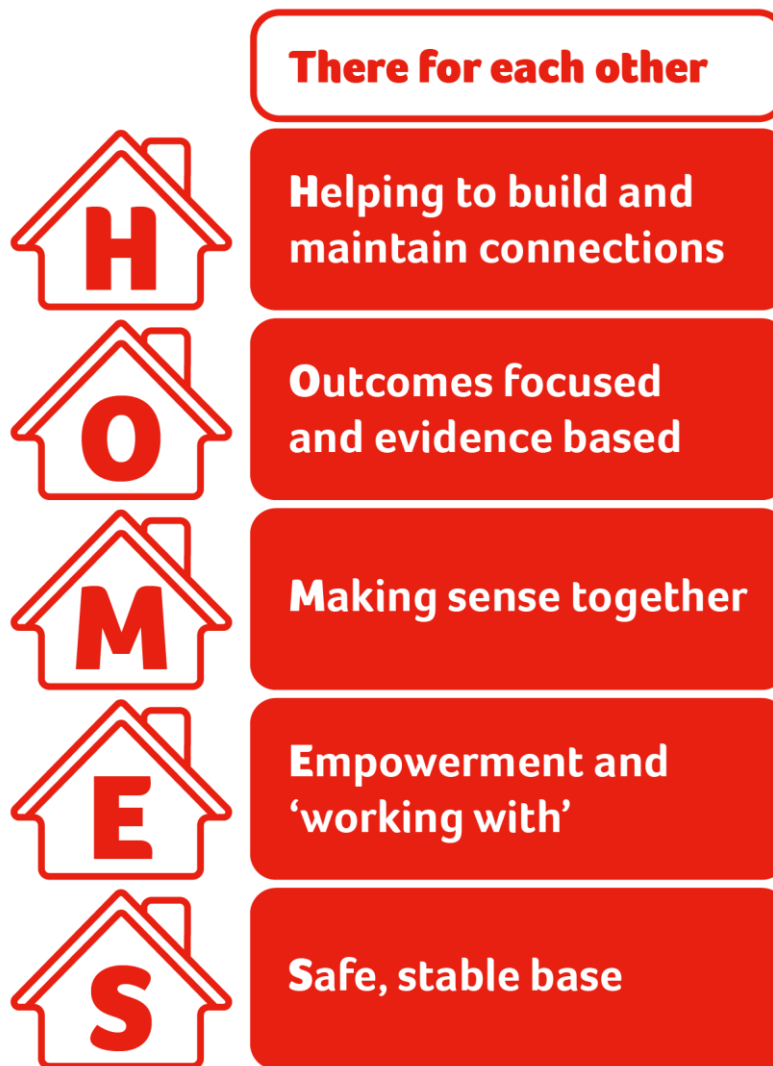 There for each other
H
Helping to build and
maintain connections
O
Outcomes focused
and evidence based
M
Making sense together
E
Empowerment and
‘working with’
S
Safe, stable base